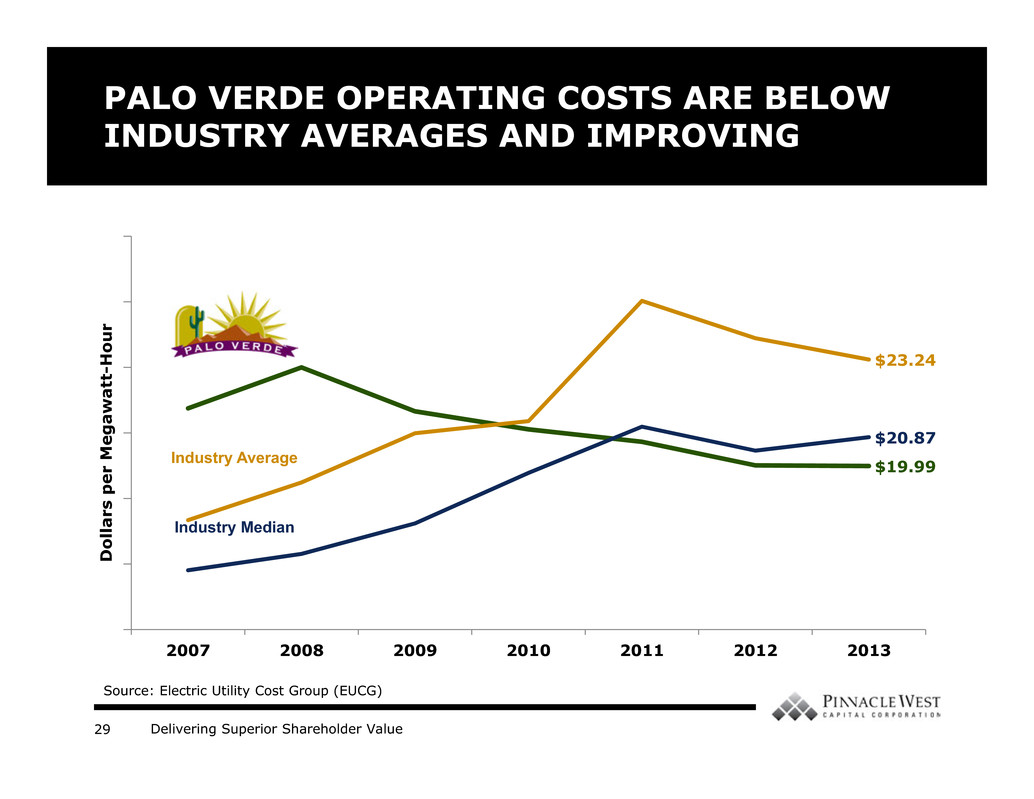 PALO VERDE OPERATING COSTS ARE BELOW
INDUSTRY AVERAGES AND IMPROVING
PALO VERDE
Dollars per Megawatt-Hour
Industry Average
Industry Median
$23.24
$20.87
$19.99
2007 2008 2009 2010 2011 2012 2013
Source: Electric Utility Cost Group (EUCG)
PINNACLE WEST
CAPITAL CORPORATION
29 Delivering Superior Shareholder Value